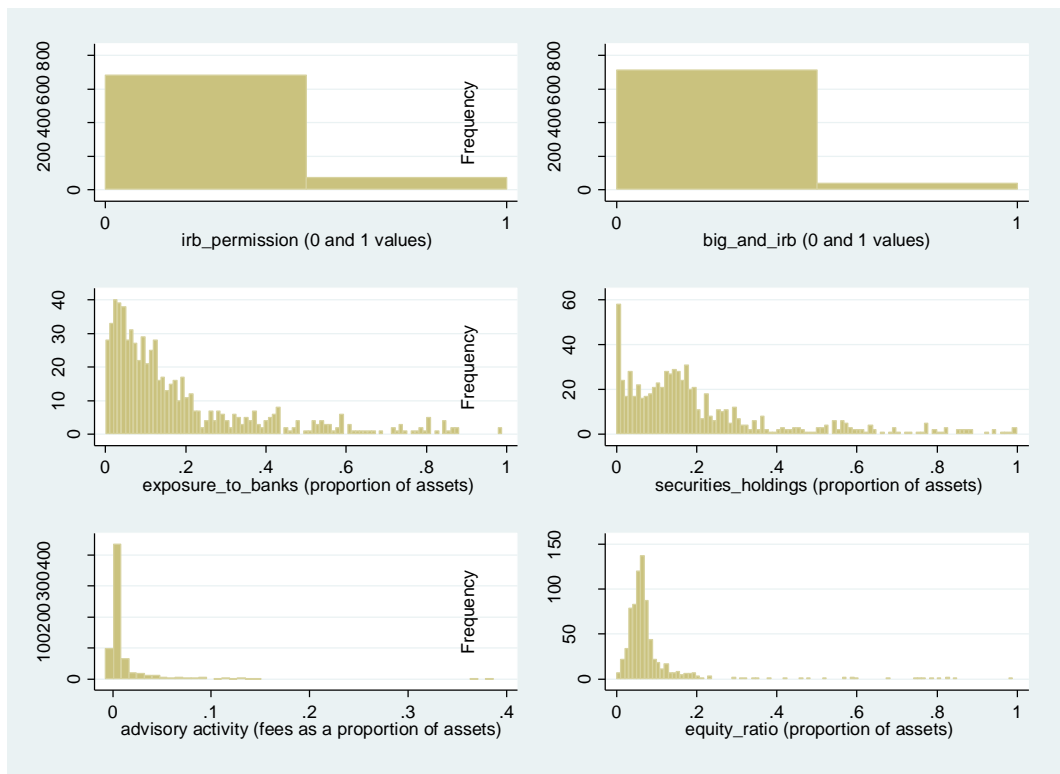 0 200 400 600 800
Frequency
0 1
irb_permission (0 and 1 values)
0 200 400 600 800
0 1
big_and_irb (0 and 1 values)
0 10 20 30 40
Frequency
0 .2 .4 .6 .8 1
exposure_to_banks (proportion of assets)
0 20 40 60
0 .2 .4 .6 .8 1
securities_holdings (proportion of assets)
0 100200300400
Frequency
0 .1 .2 .3 .4
advisory activity (fees as a proportion of assets)
0 50 100 150
0 .2 .4 .6 .8 1
equity_ratio (proportion of assets)